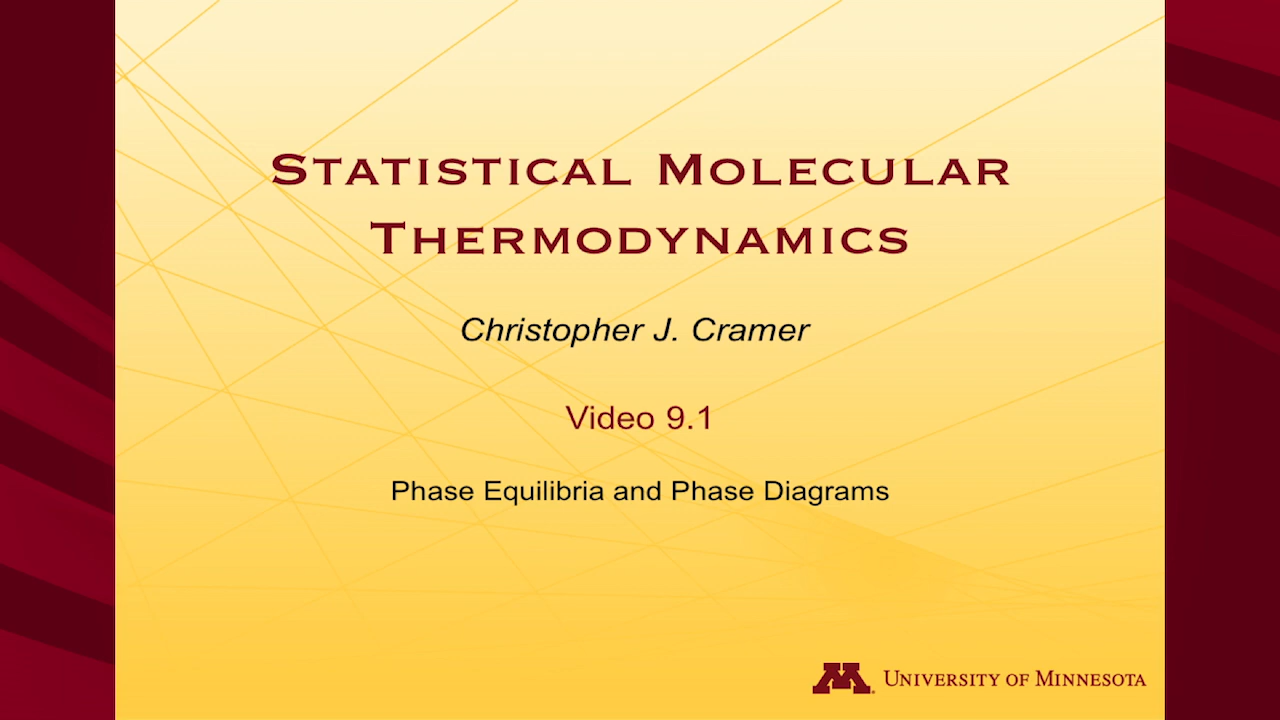 Statistical Molecular
Thermodynamics
Christopher J. Cramer
Video 9.1
Phase Equilibria and Phase Diagrams
M University of Minnesota